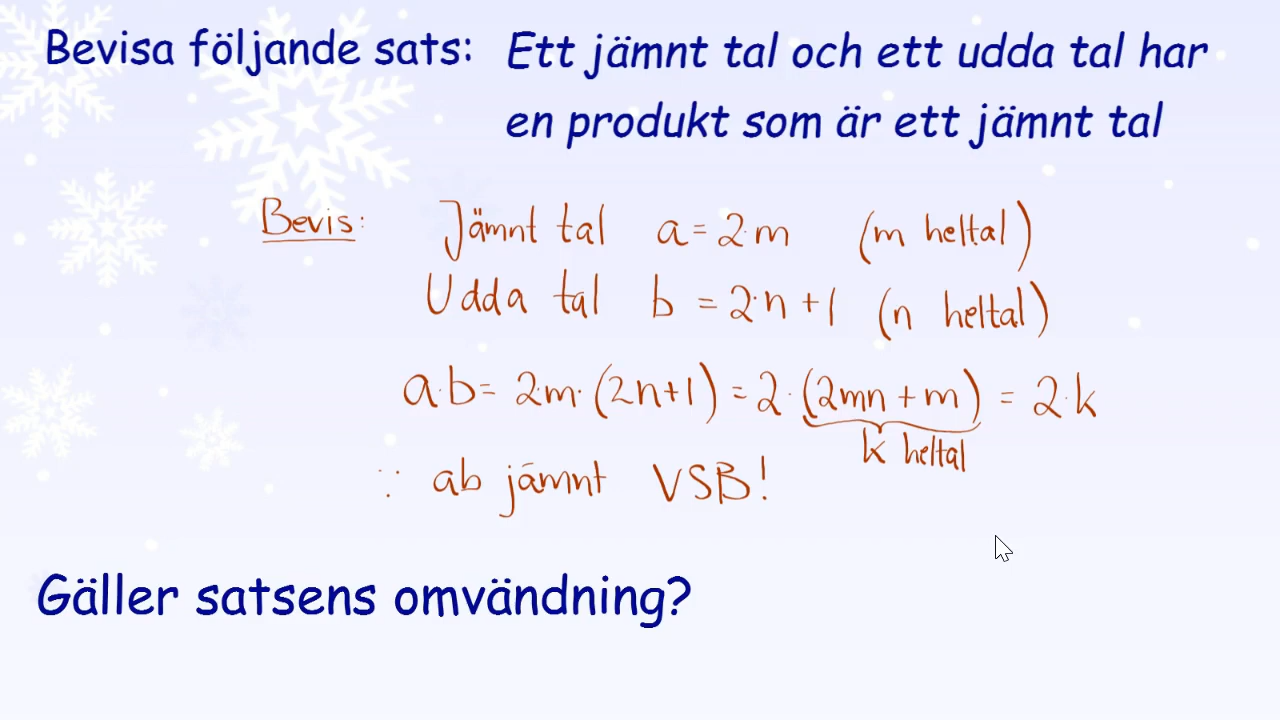 Bevisa följande sats: Ett jämnt tal och ett udda tal har
en produkt som är ett jämnt tal
Bevis: Jämnt tal a = 2·m (m heltal)
Udda tal b = 2·n + 1 (n heltal)
a·b = 2·m·(2n+1) = 2·(2mn + m) = 2·k
k heltal
∵ ab jämnt VSB!
Gäller satsens omvändning?